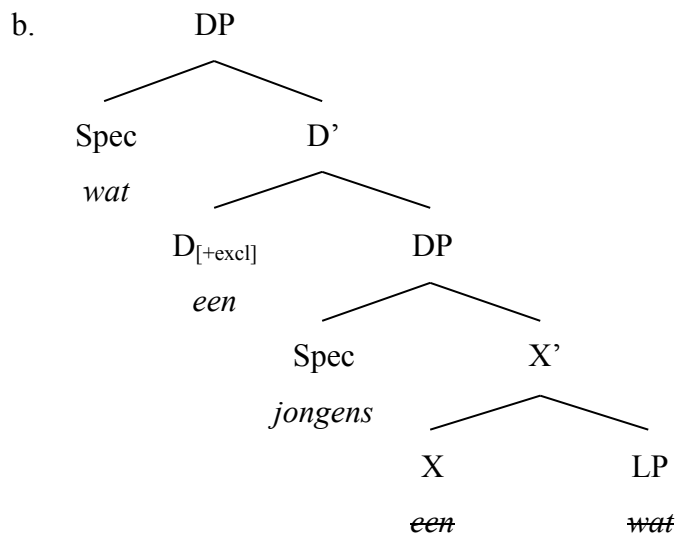 b. DP
Spec D’
wat
D[+excl] DP
een
Spec X’
jongens
X LP
een wat